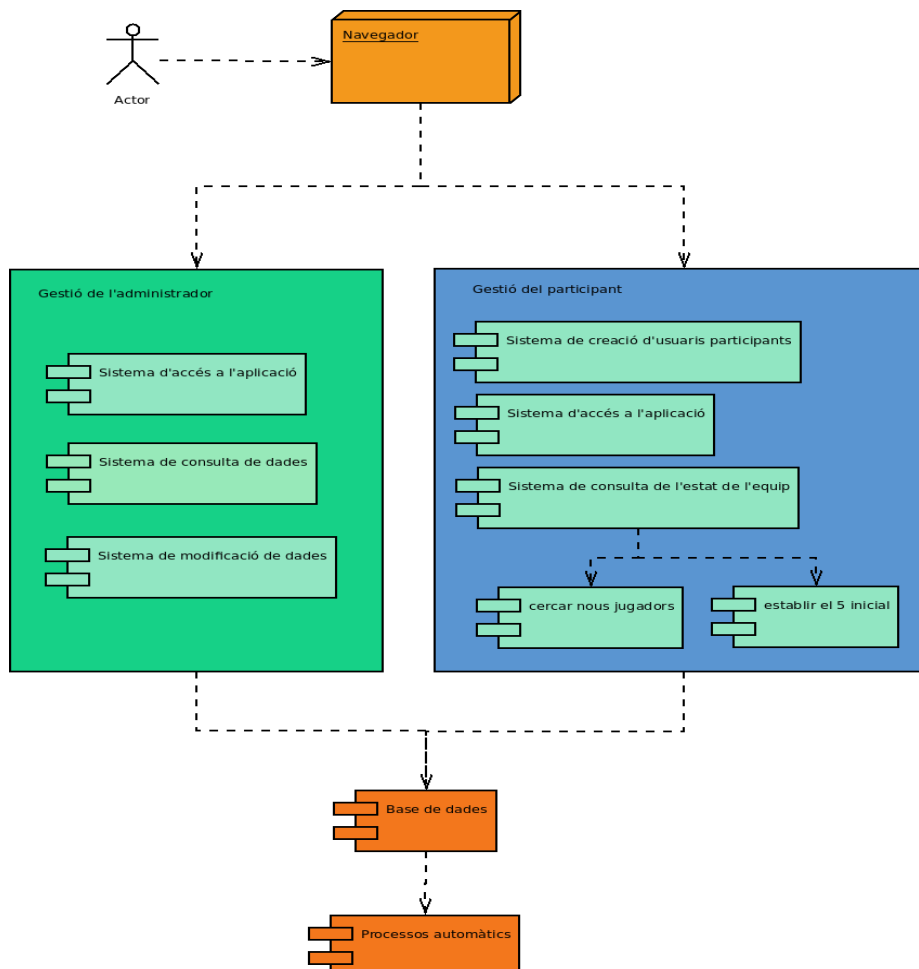 Navegador
Actor
Gestió de l'administrador
Sistema d'accés a l'aplicació
Sistema de consulta de dades
Sistema de modificació de dades
Gestió del participant
Sistema de creació d'usuaris participants
Sistema d'accés a l'aplicació
Sistema de consulta de l'estat de l'equip
cercar nous jugadors
establir el 5 inicial
Base de dades
Processos automàtics